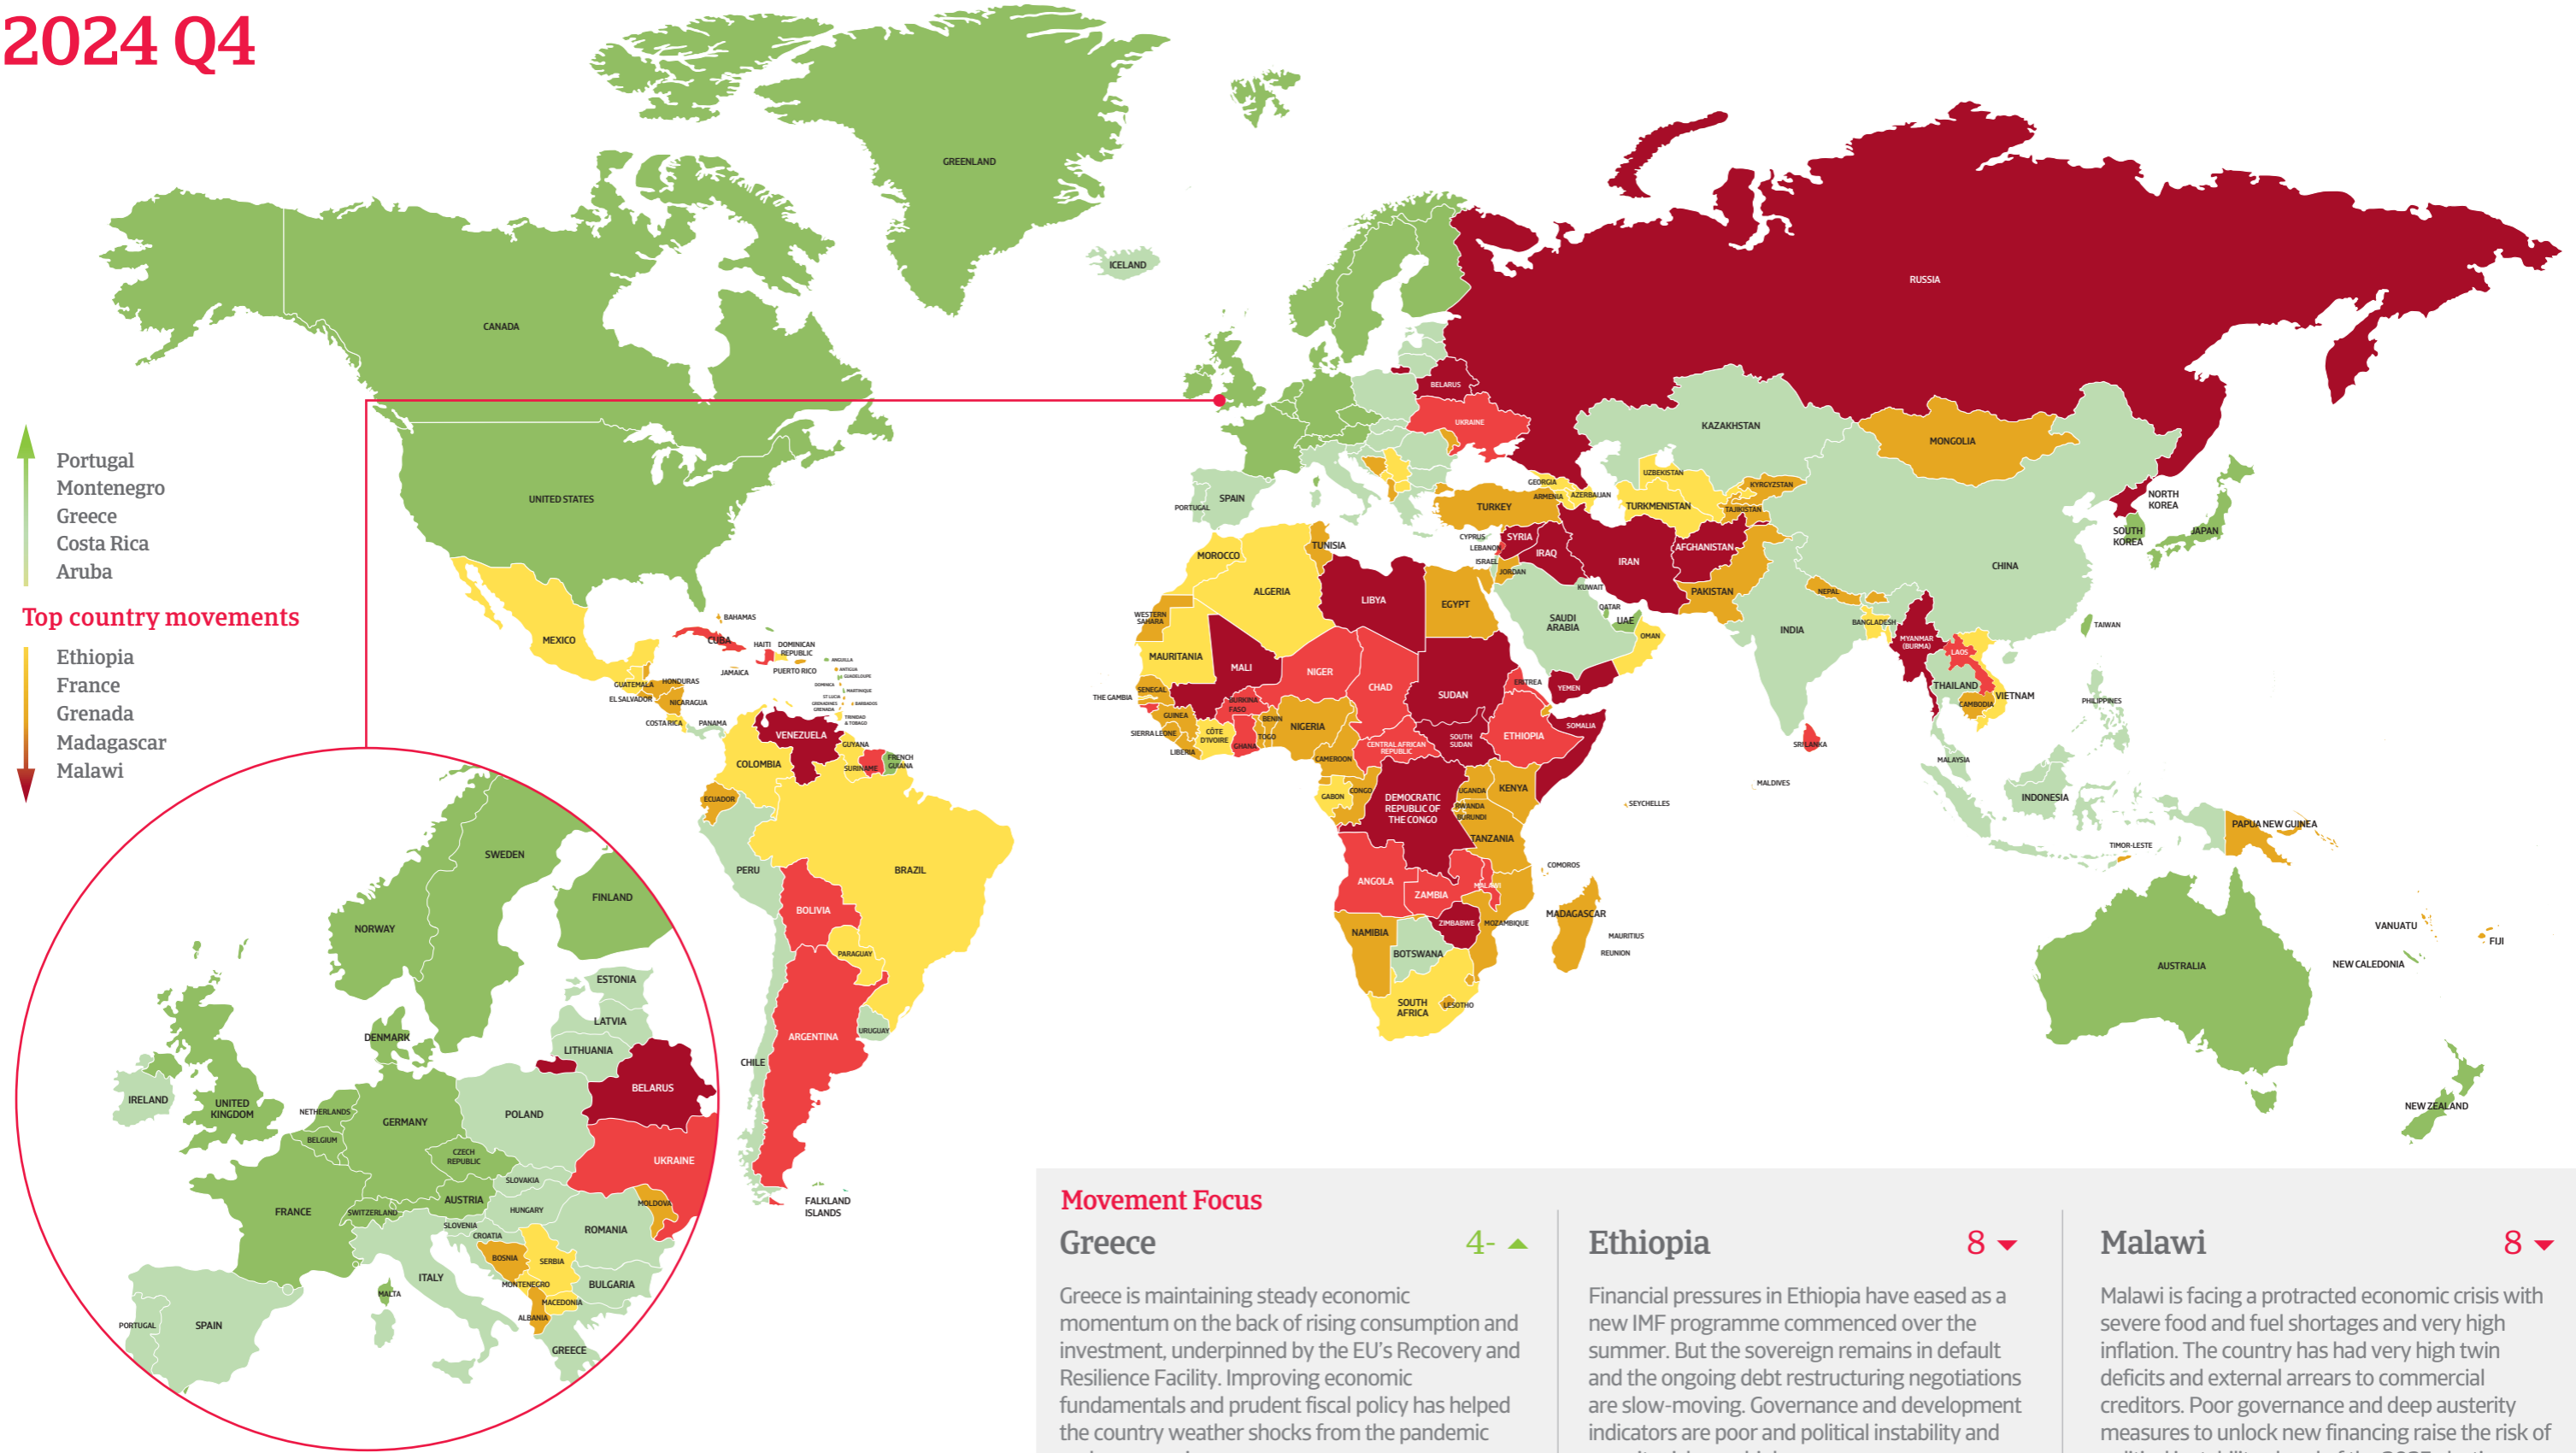 2024 Q4
Portugal
Montenegro
Greece
Costa Rica
Aruba
Top country movements
Ethiopia
France
Grenada
Madagascar
Malawi
GREENLAND
ICELAND
CANADA
UNITED STATES
MEXICO
BAHAMAS
CUBA
HAITI
DOMINICAN
REPUBLIC
JAMAICA
PUERTO RICO
ANGUILLA
ANTIGUA
GUADELOUPE
DOMINICA
MARTINIQUE
ST LUCIA
BARBADOS
GRENADINES
GRENADA
TRINIDAD
& TOBAGO
GUATEMALA
HONDURAS
EL SALVADOR
NICARAGUA
COSTA RICA
PANAMA
VENEZUELA
COLOMBIA
GUYANA
SURINAME
FRENCH
GUIANA
ECUADOR
PERU
BRAZIL
BOLIVIA
PARAGUAY
ARGENTINA
URUGUAY
CHILE
FALKLAND
ISLANDS
RUSSIA
BELARUS
UKRAINE
KAZAKHSTAN
MONGOLIA
UZBEKISTAN
KYRGYZSTAN
GEORGIA
ARMENIA
AZERBAIJAN
TURKMENISTAN
TAJIKISTAN
SPAIN
PORTUGAL
TURKEY
CYPRUS
SYRIA
LEBANON
IRAQ
ISRAEL
JORDAN
IRAN
AFGHANISTAN
PAKISTAN
KUWAIT
QATAR
UAE
SAUDI
ARABIA
OMAN
YEMEN
NEPAL
INDIA
BANGLADESH
CHINA
NORTH
KOREA
SOUTH
KOREA
JAPAN
TAIWAN
MYANMAR
(BURMA)
LAOS
THAILAND
VIETNAM
CAMBODIA
PHILIPPINES
SRI LANKA
MALDIVES
MALAYSIA
INDONESIA
TIMOR-LESTE
PAPUA NEW GUINEA
AUSTRALIA
VANUATU
FIJI
NEW CALEDONIA
NEW ZEALAND
MOROCCO
TUNISIA
ALGERIA
LIBYA
EGYPT
WESTERN
SAHARA
MAURITANIA
MALI
NIGER
CHAD
SUDAN
ERITREA
THE GAMBIA
SENEGAL
GUINEA
SIERRA LEONE
LIBERIA
CÔTE
D'IVOIRE
BURKINA
FASO
GHANA
TOGO
BENIN
NIGERIA
CAMEROON
CENTRAL AFRICAN
REPUBLIC
SOUTH
SUDAN
ETHIOPIA
SOMALIA
GABON
CONGO
DEMOCRATIC
REPUBLIC OF
THE CONGO
UGANDA
RWANDA
BURUNDI
KENYA
TANZANIA
SEYCHELLES
COMOROS
ANGOLA
ZAMBIA
MALAWI
ZIMBABWE
MOZAMBIQUE
MADAGASCAR
MAURITIUS
REUNION
NAMIBIA
BOTSWANA
SOUTH
AFRICA
LESOTHO
SWEDEN
FINLAND
NORWAY
ESTONIA
LATVIA
LITHUANIA
DENMARK
BELARUS
IRELAND
UNITED
KINGDOM
NETHERLANDS
BELGIUM
GERMANY
POLAND
UKRAINE
CZECH
REPUBLIC
SLOVAKIA
AUSTRIA
FRANCE
SWITZERLAND
HUNGARY
MOLDOVA
SLOVENIA
CROATIA
ROMANIA
BOSNIA
SERBIA
ITALY
MONTENEGRO
BULGARIA
MALTA
MACEDONIA
ALBANIA
PORTUGAL
SPAIN
GREECE
Movement Focus
Greece 4-
Greece is maintaining steady economic
momentum on the back of rising consumption and
investment, underpinned by the EU's Recovery and
Resilience Facility. Improving economic
fundamentals and prudent fiscal policy has helped
the country weather shocks from the pandemic
Ethiopia 8
Financial pressures in Ethiopia have eased as a
new IMF programme commenced over the
summer. But the sovereign remains in default
and the ongoing debt restructuring negotiations
are slow-moving. Governance and development
indicators are poor and political instability and
Malawi 8
Malawi is facing a protracted economic crisis with
severe food and fuel shortages and very high
inflation. The country has had very high twin
deficits and external arrears to commercial
creditors. Poor governance and deep austerity
measures to unlock new financing raise the risk of